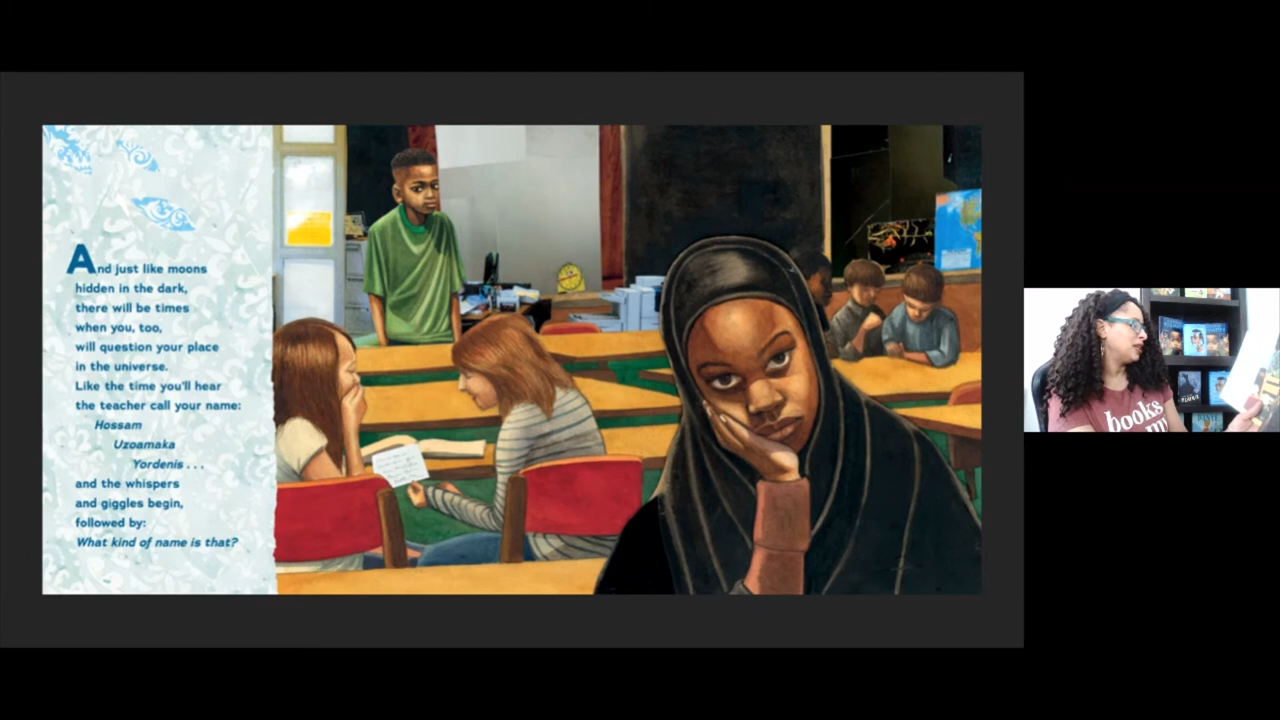 And just like moons
hidden in the dark,
there will be times
when you, too,
will question your place
in the universe.
Like the time you'll hear
the teacher call your name:
Hossam
Uzoamaka
Yordenis . . .
and the whispers
and giggles begin,
followed by:
What kind of name is that?
books
my